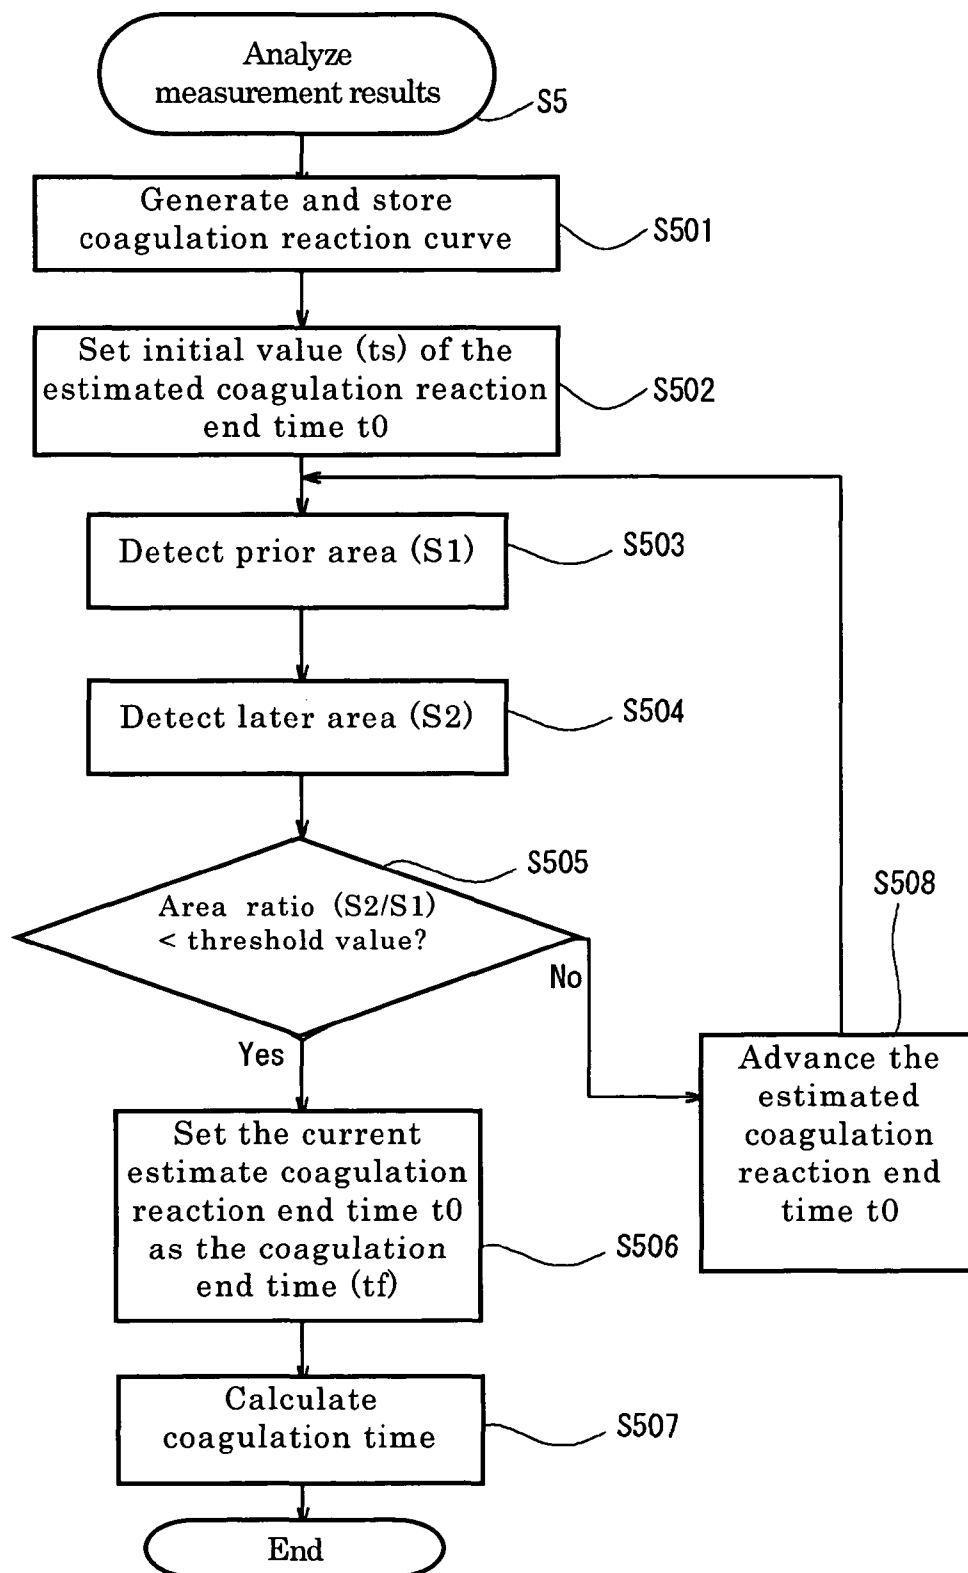 Analyze
measurement results
S5
Generate and store
coagulation reaction curve
S501
Set initial value (ts) of the
estimated coagulation reaction
end time t0
S502
Detect prior area (S1)
S503
Detect later area (S2)
S504
Area ratio (S2/S1)
< threshold value?
S505
No
Yes
S508
Advance the
estimated
coagulation
reaction end
time t0
Set the current
estimate coagulation
reaction end time t0
as the coagulation
end time (tf)
S506
Calculate
coagulation time
S507
End